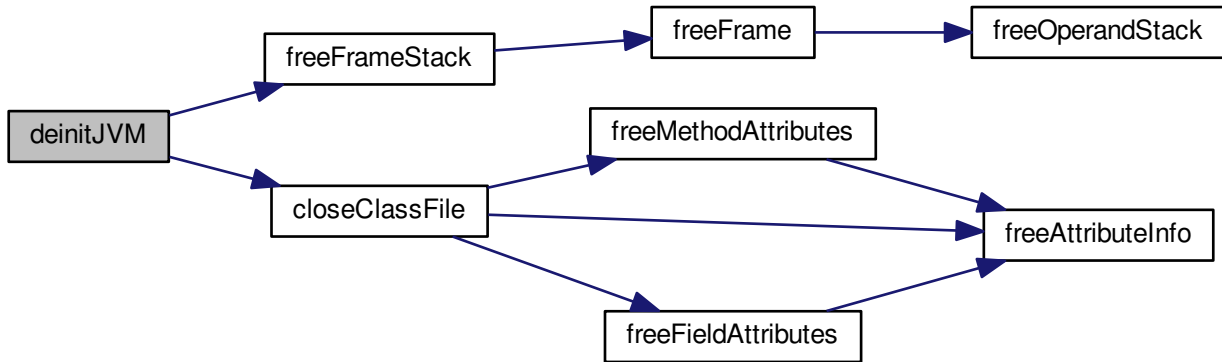 deinitJVM
freeFrameStack
freeFrame
freeOperandStack
closeClassFile
freeMethodAttributes
freeAttributeInfo
freeFieldAttributes